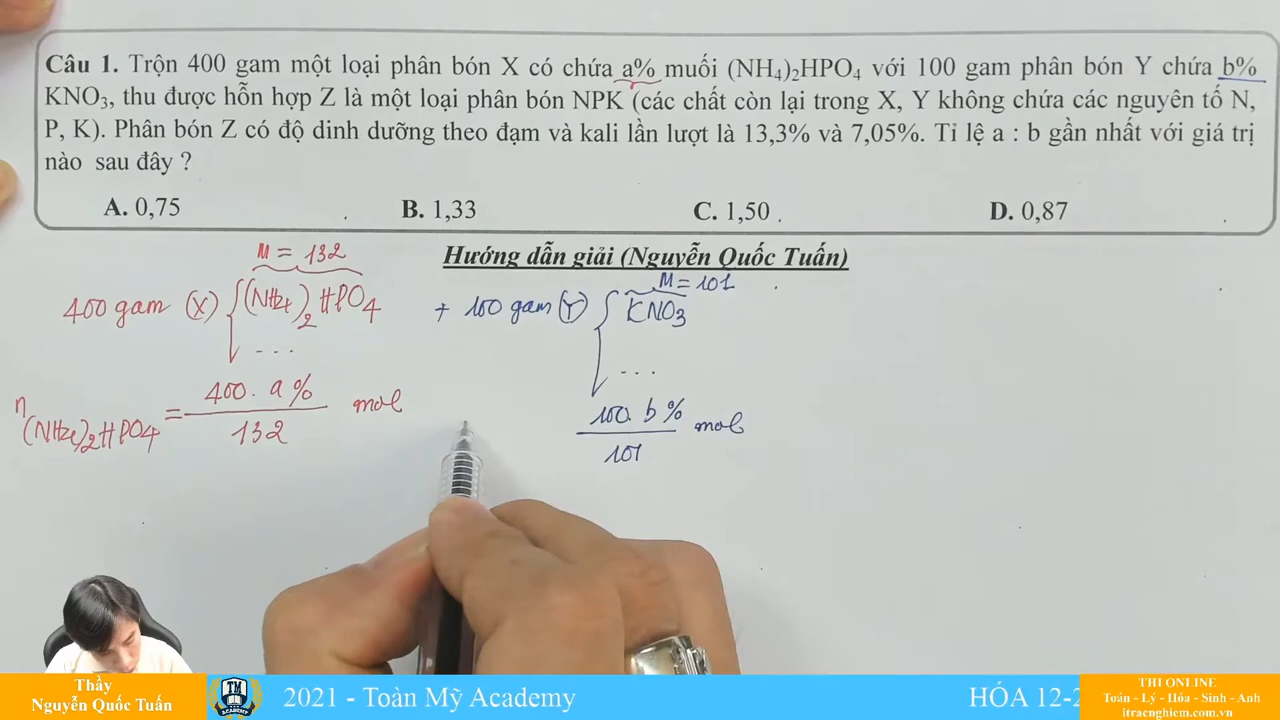 Câu 1. Trộn 400 gam một loại phân bón X có chứa a% muối (NH₄)₂HPO₄ với 100 gam phân bón Y chứa b%
KNO₃, thu được hỗn hợp Z là một loại phân bón NPK (các chất còn lại trong X, Y không chứa các nguyên tố N,
P, K). Phân bón Z có độ dinh dưỡng theo đạm và kali lần lượt là 13,3% và 7,05%. Tỉ lệ a : b gần nhất với giá trị
nào sau đây ?
A. 0,75 B. 1,33 C. 1,50 . D. 0,87
Hướng dẫn giải (Nguyễn Quốc Tuấn)
M = 132
M = 101
400 gam (X) { (NH4)2 HPO4 + 100 gam (Y) { KNO3
... ...
n(NH4)2HPO4 = 400. a% / 132 mol
100. b% / 101 mol
Thầy
Nguyễn Quốc Tuấn
TM
ACADEMY
2021 - Toàn Mỹ Academy
HÓA 12-2
THI ONLINE
Toán - Lý - Hóa - Sinh - Anh
itracnghiem.com.vn